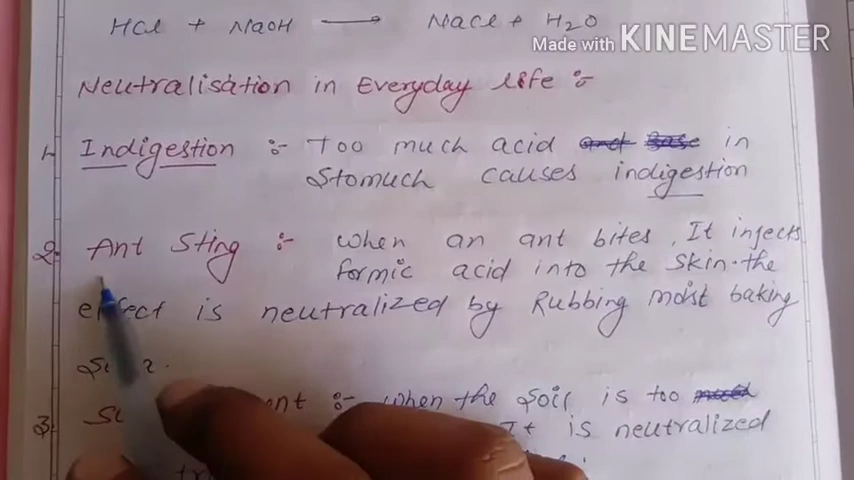 HCl + NaOH → NaCl + H2O
Made with KINEMASTER
Neutralisation in Everyday life :-
1. Indigestion :- Too much acid and Base in
Stomuch causes indigestion
2. Ant Sting :- when an ant bites, It injects
formic acid into the skin. the
effect is neutralized by Rubbing moist baking
3. :- when the Soil is too
It is neutralized